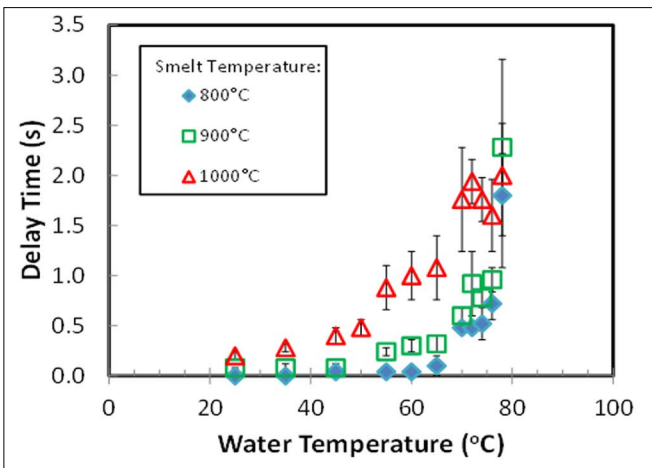 3.5
3.0
2.5
2.0
1.5
1.0
0.5
0.0
Delay Time (s)
Smelt Temperature:
800°C
900°C
1000°C
0 20 40 60 80 100
Water Temperature (°C)